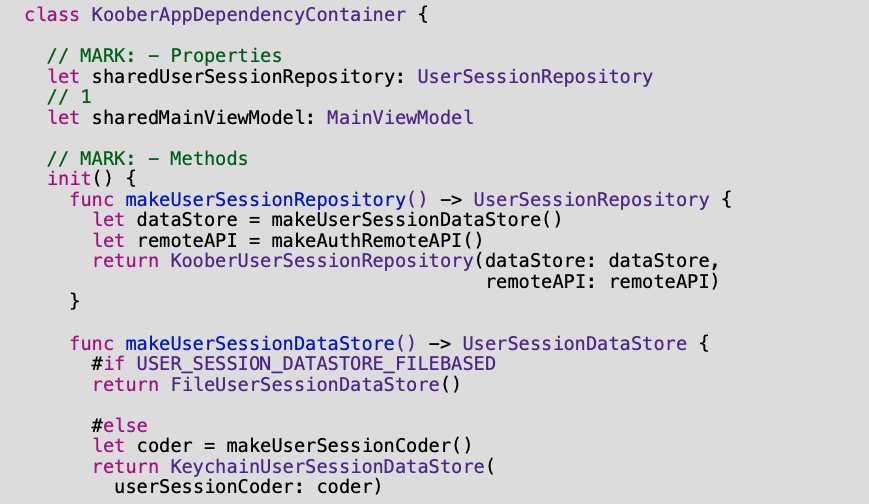 class KooberAppDependencyContainer {
// MARK: - Properties
let sharedUserSessionRepository: UserSessionRepository
// 1
let sharedMainViewModel: MainViewModel
// MARK: - Methods
init() {
func makeUserSessionRepository() -> UserSessionRepository {
let dataStore = makeUserSessionDataStore()
let remoteAPI = makeAuthRemoteAPI()
return KooberUserSessionRepository(dataStore: dataStore,
remoteAPI: remoteAPI)
}
func makeUserSessionDataStore() -> UserSessionDataStore {
#if USER_SESSION_DATASTORE_FILEBASED
return FileUserSessionDataStore()
#else
let coder = makeUserSessionCoder()
return KeychainUserSessionDataStore(
userSessionCoder: coder)